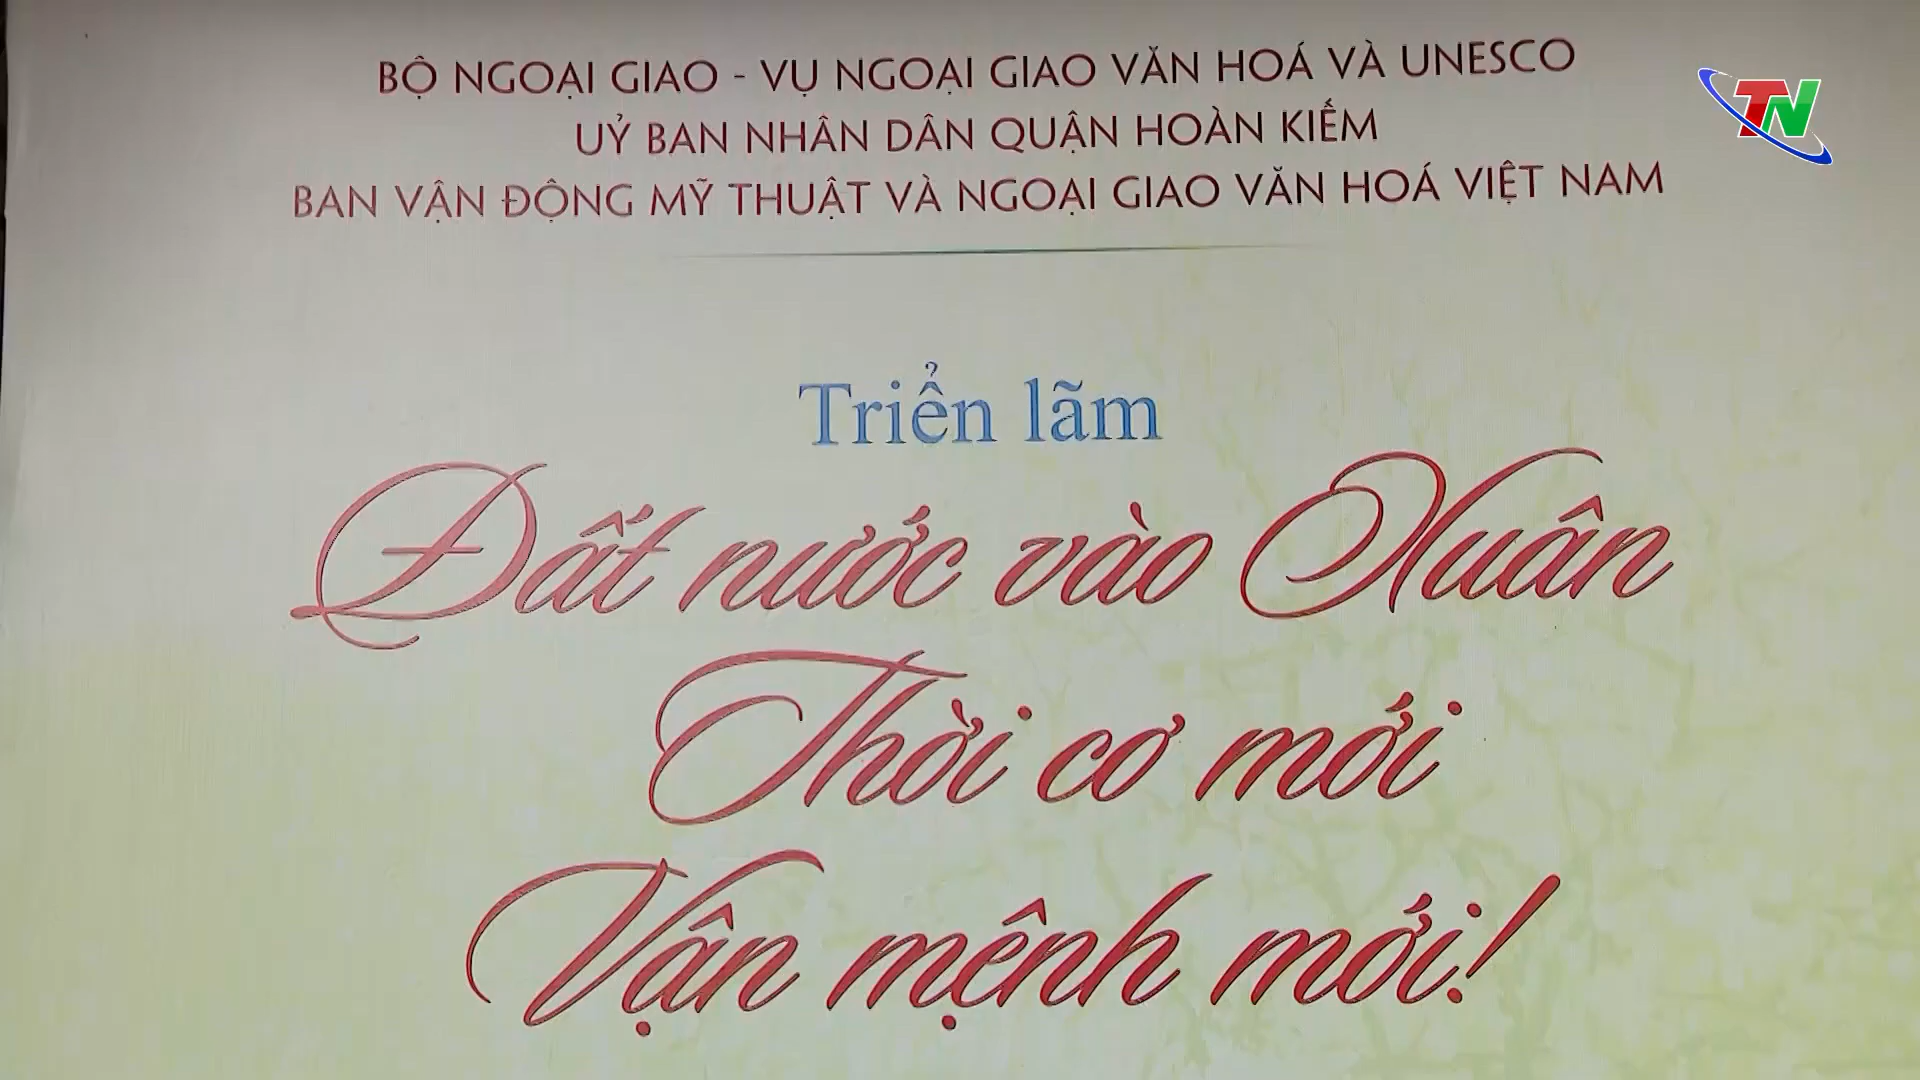 BỘ NGOẠI GIAO - VỤ NGOẠI GIAO VĂN HOÁ VÀ UNESCO
UỶ BAN NHÂN DÂN QUẬN HOÀN KIẾM
BAN VẬN ĐỘNG MỸ THUẬT VÀ NGOẠI GIAO VĂN HOÁ VIỆT NAM
TN
Triển lãm
Đất nước vào Xuân
Thời cơ mới
Vận mệnh mới!